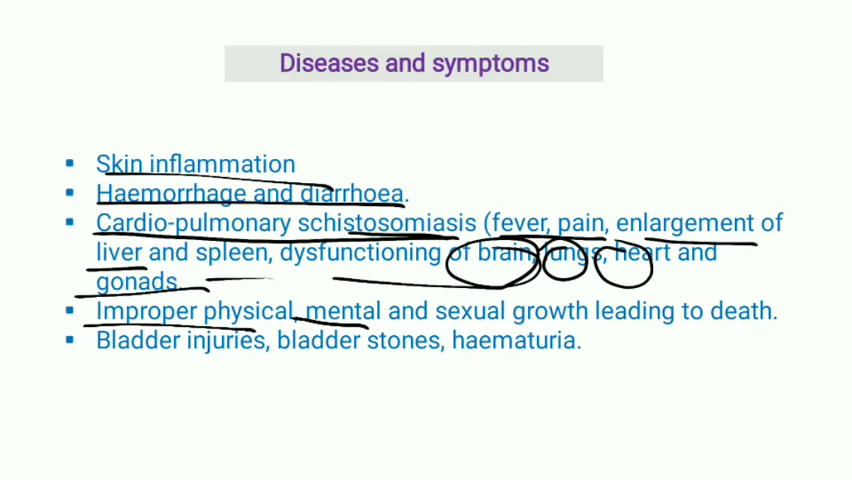 Diseases and symptoms
▪ Skin inflammation
▪ Haemorrhage and diarrhoea.
▪ Cardio-pulmonary schistosomiasis (fever, pain, enlargement of
liver and spleen, dysfunctioning of brain, lungs, heart and
gonads.
▪ Improper physical, mental and sexual growth leading to death.
▪ Bladder injuries, bladder stones, haematuria.